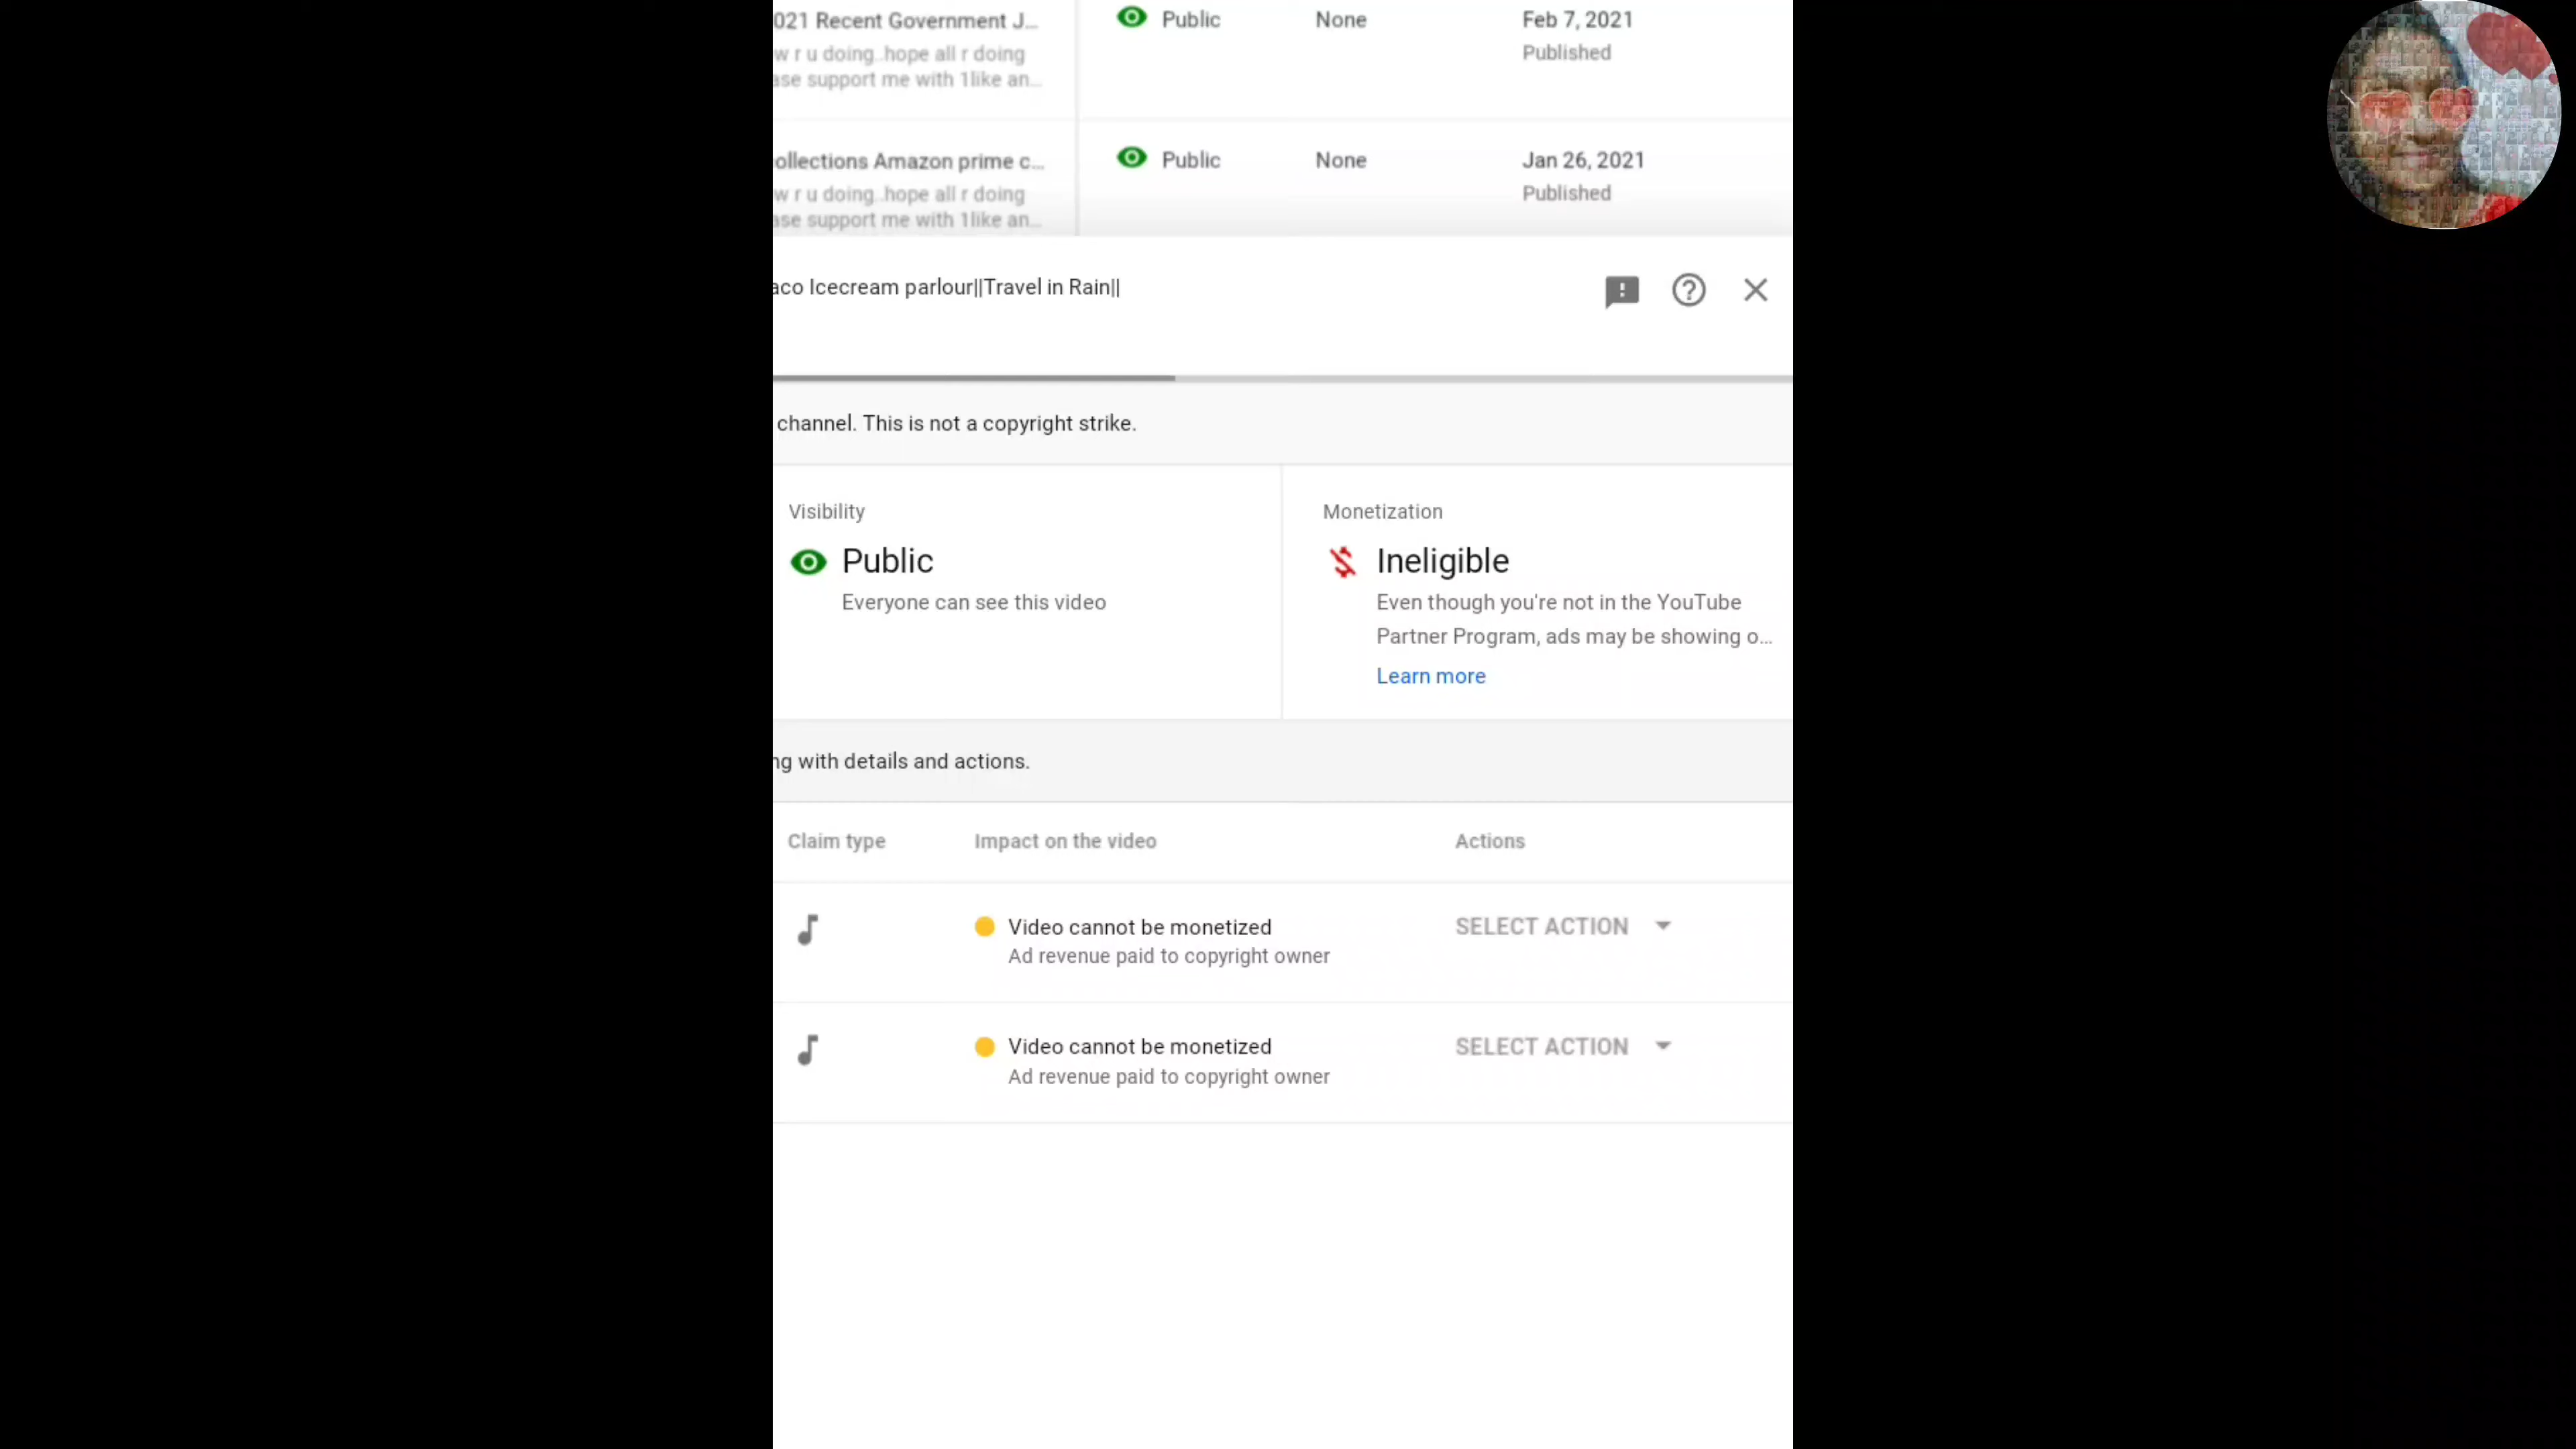 021 Recent Government J...
Public
None
Feb 7, 2021
w r u doing..hope all r doing
Published
ase support me with 1like an...
ollections Amazon prime c...
Public
None
Jan 26, 2021
w r u doing..hope all r doing
Published
ase support me with 1like an...
aco Icecream parlour||Travel in Rain||
channel. This is not a copyright strike.
Visibility
Public
Everyone can see this video
Monetization
Ineligible
Even though you're not in the YouTube
Partner Program, ads may be showing o...
Learn more
ng with details and actions.
Claim type
Impact on the video
Actions
Video cannot be monetized
Ad revenue paid to copyright owner
SELECT ACTION
Video cannot be monetized
Ad revenue paid to copyright owner
SELECT ACTION